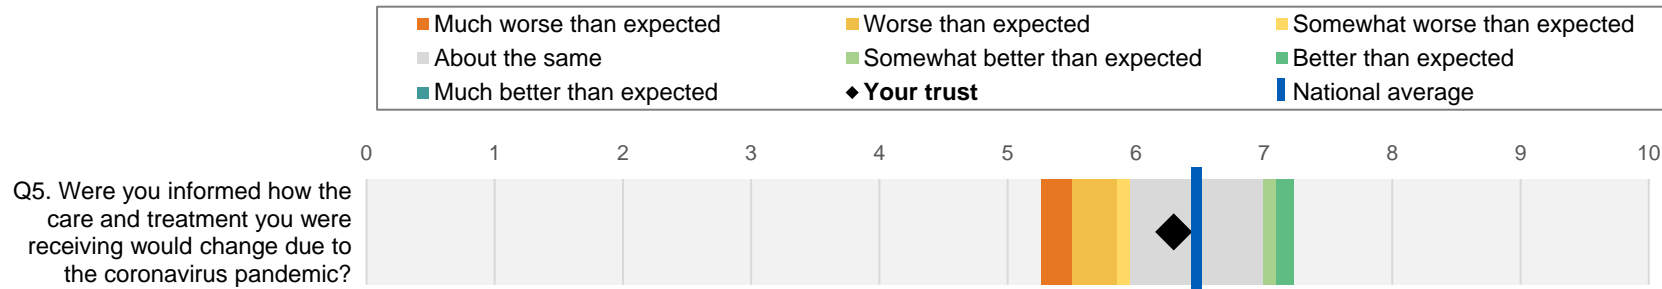 Much worse than expected
Worse than expected
Somewhat worse than expected
About the same
Somewhat better than expected
Better than expected
Much better than expected
Your trust
National average
0 1 2 3 4 5 6 7 8 9 10
Q5. Were you informed how the
care and treatment you were
receiving would change due to
the coronavirus pandemic?